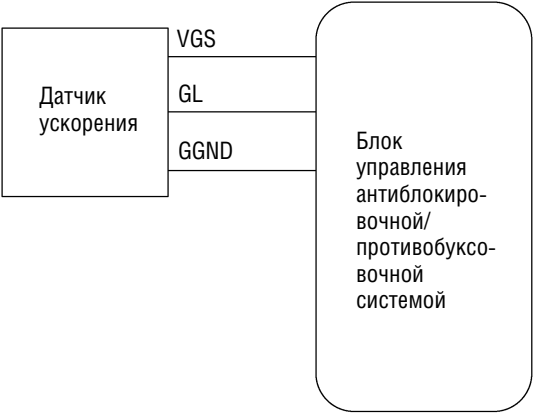 VGS
Датчик
ускорения
GL
GGND
Блок
управления
антиблокиро-
вочной/
противобуксо-
вочной
системой